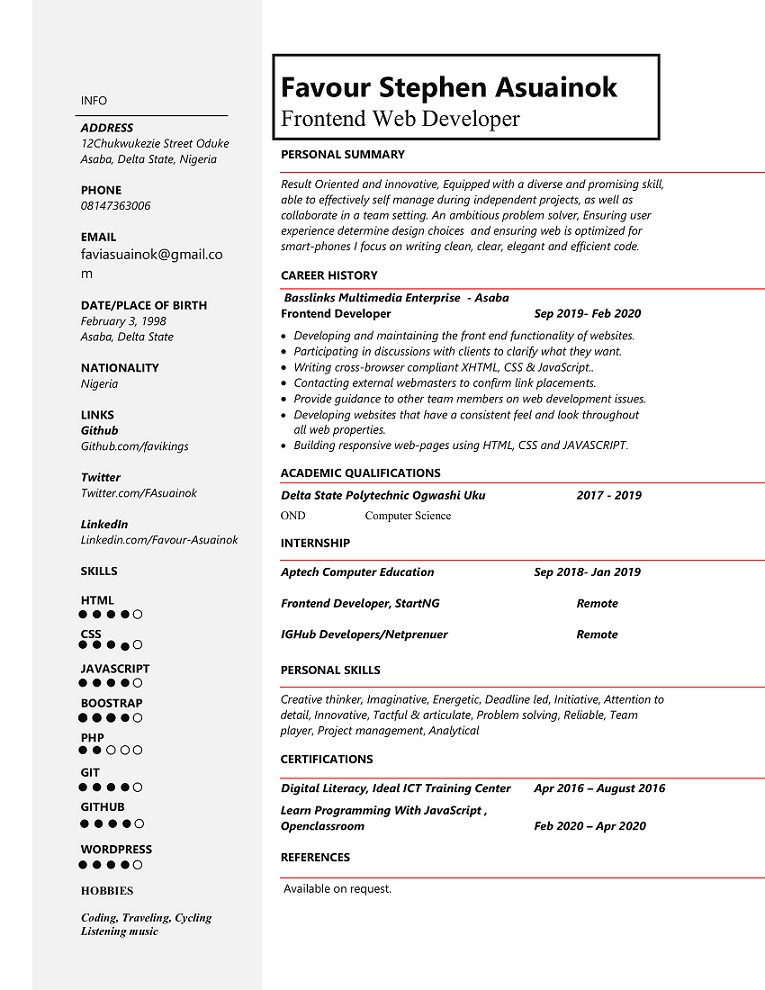 INFO
ADDRESS
12Chukwukezie Street Oduke
Asaba, Delta State, Nigeria
PHONE
08147363006
EMAIL
faviasuainok@gmail.co
m
DATE/PLACE OF BIRTH
February 3, 1998
Asaba, Delta State
NATIONALITY
Nigeria
LINKS
Github
Github.com/favikings
Twitter
Twitter.com/FAsuainok
LinkedIn
Linkedin.com/Favour-Asuainok
SKILLS
HTML
CSS
JAVASCRIPT
BOOSTRAP
PHP
GIT
GITHUB
WORDPRESS
HOBBIES
Coding, Traveling, Cycling
Listening music
Favour Stephen Asuainok
Frontend Web Developer
PERSONAL SUMMARY
Result Oriented and innovative, Equipped with a diverse and promising skill,
able to effectively self manage during independent projects, as well as
collaborate in a team setting. An ambitious problem solver, Ensuring user
experience determine design choices and ensuring web is optimized for
smart-phones I focus on writing clean, clear, elegant and efficient code.
CAREER HISTORY
Basslinks Multimedia Enterprise - Asaba
Frontend Developer Sep 2019- Feb 2020
• Developing and maintaining the front end functionality of websites.
• Participating in discussions with clients to clarify what they want.
• Writing cross-browser compliant XHTML, CSS & JavaScript..
• Contacting external webmasters to confirm link placements.
• Provide guidance to other team members on web development issues.
• Developing websites that have a consistent feel and look throughout
all web properties.
• Building responsive web-pages using HTML, CSS and JAVASCRIPT.
ACADEMIC QUALIFICATIONS
Delta State Polytechnic Ogwashi Uku 2017 - 2019
OND Computer Science
INTERNSHIP
Aptech Computer Education Sep 2018- Jan 2019
Frontend Developer, StartNG Remote
IGHub Developers/Netprenuer Remote
PERSONAL SKILLS
Creative thinker, Imaginative, Energetic, Deadline led, Initiative, Attention to
detail, Innovative, Tactful & articulate, Problem solving, Reliable, Team
player, Project management, Analytical
CERTIFICATIONS
Digital Literacy, Ideal ICT Training Center Apr 2016 – August 2016
Learn Programming With JavaScript ,
Openclassroom Feb 2020 – Apr 2020
REFERENCES
Available on request.